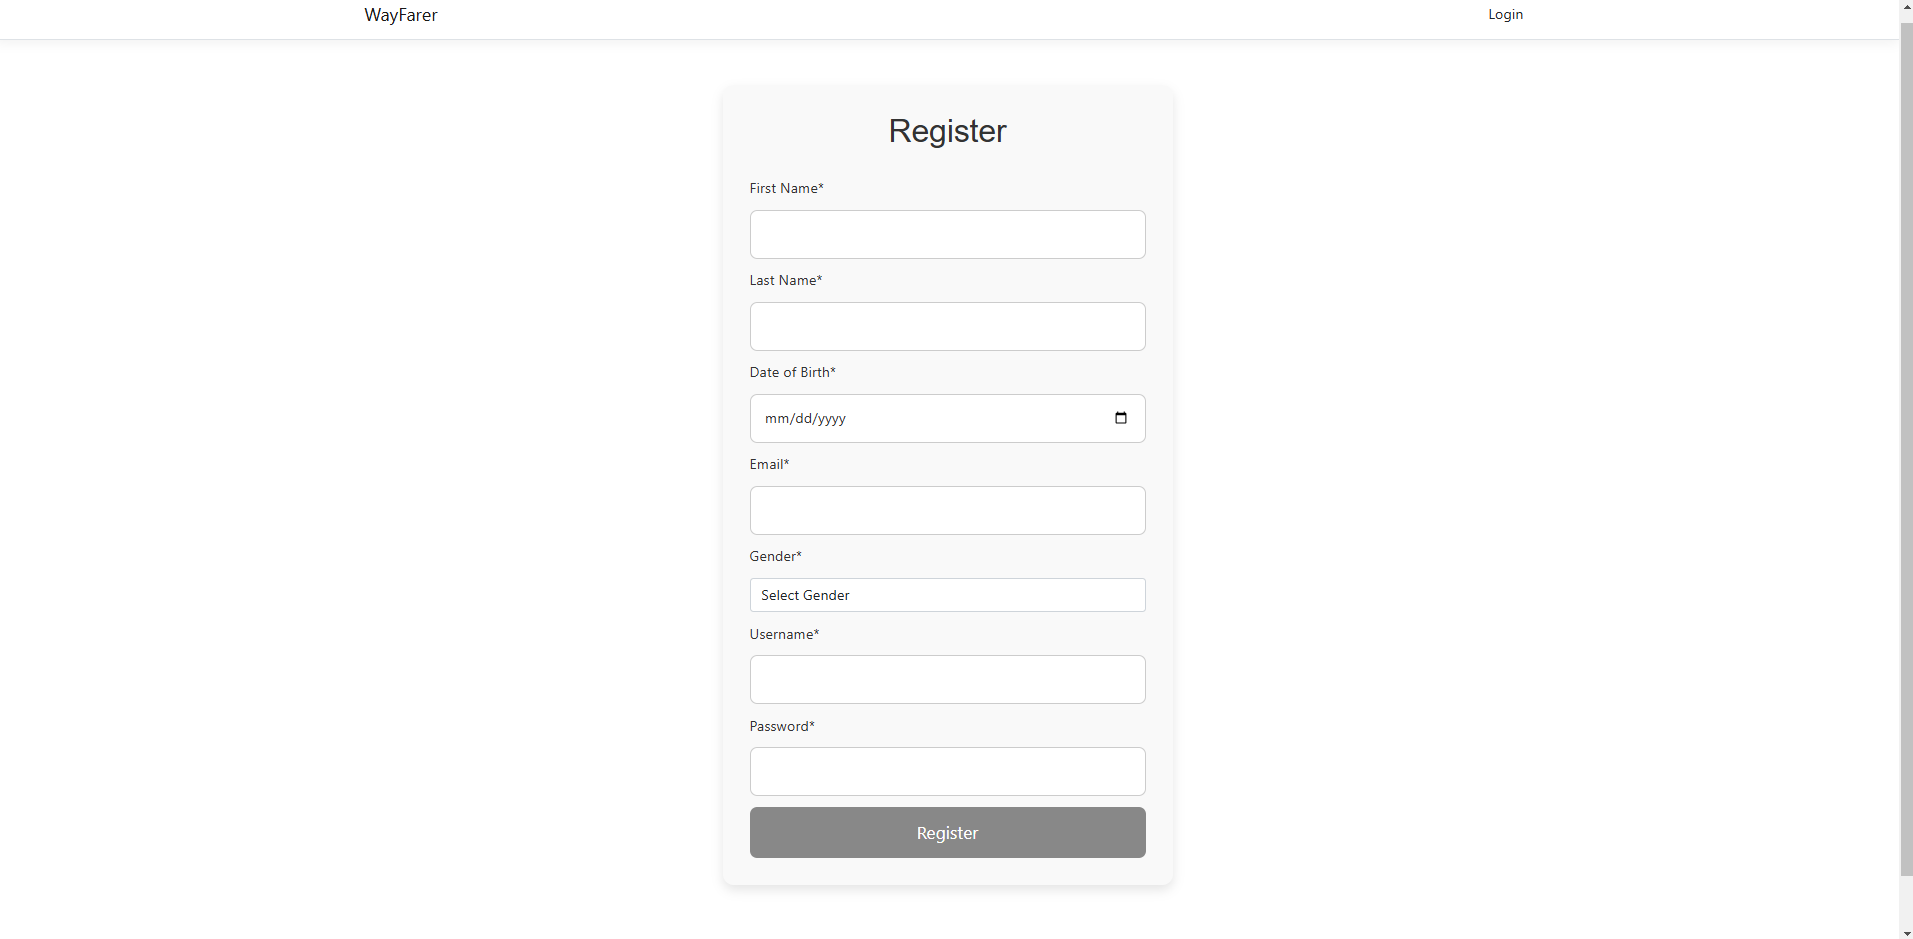 WayFarer
Login
Register
First Name*
Last Name*
Date of Birth*
mm/dd/yyyy
Email*
Gender*
Select Gender
Username*
Password*
Register